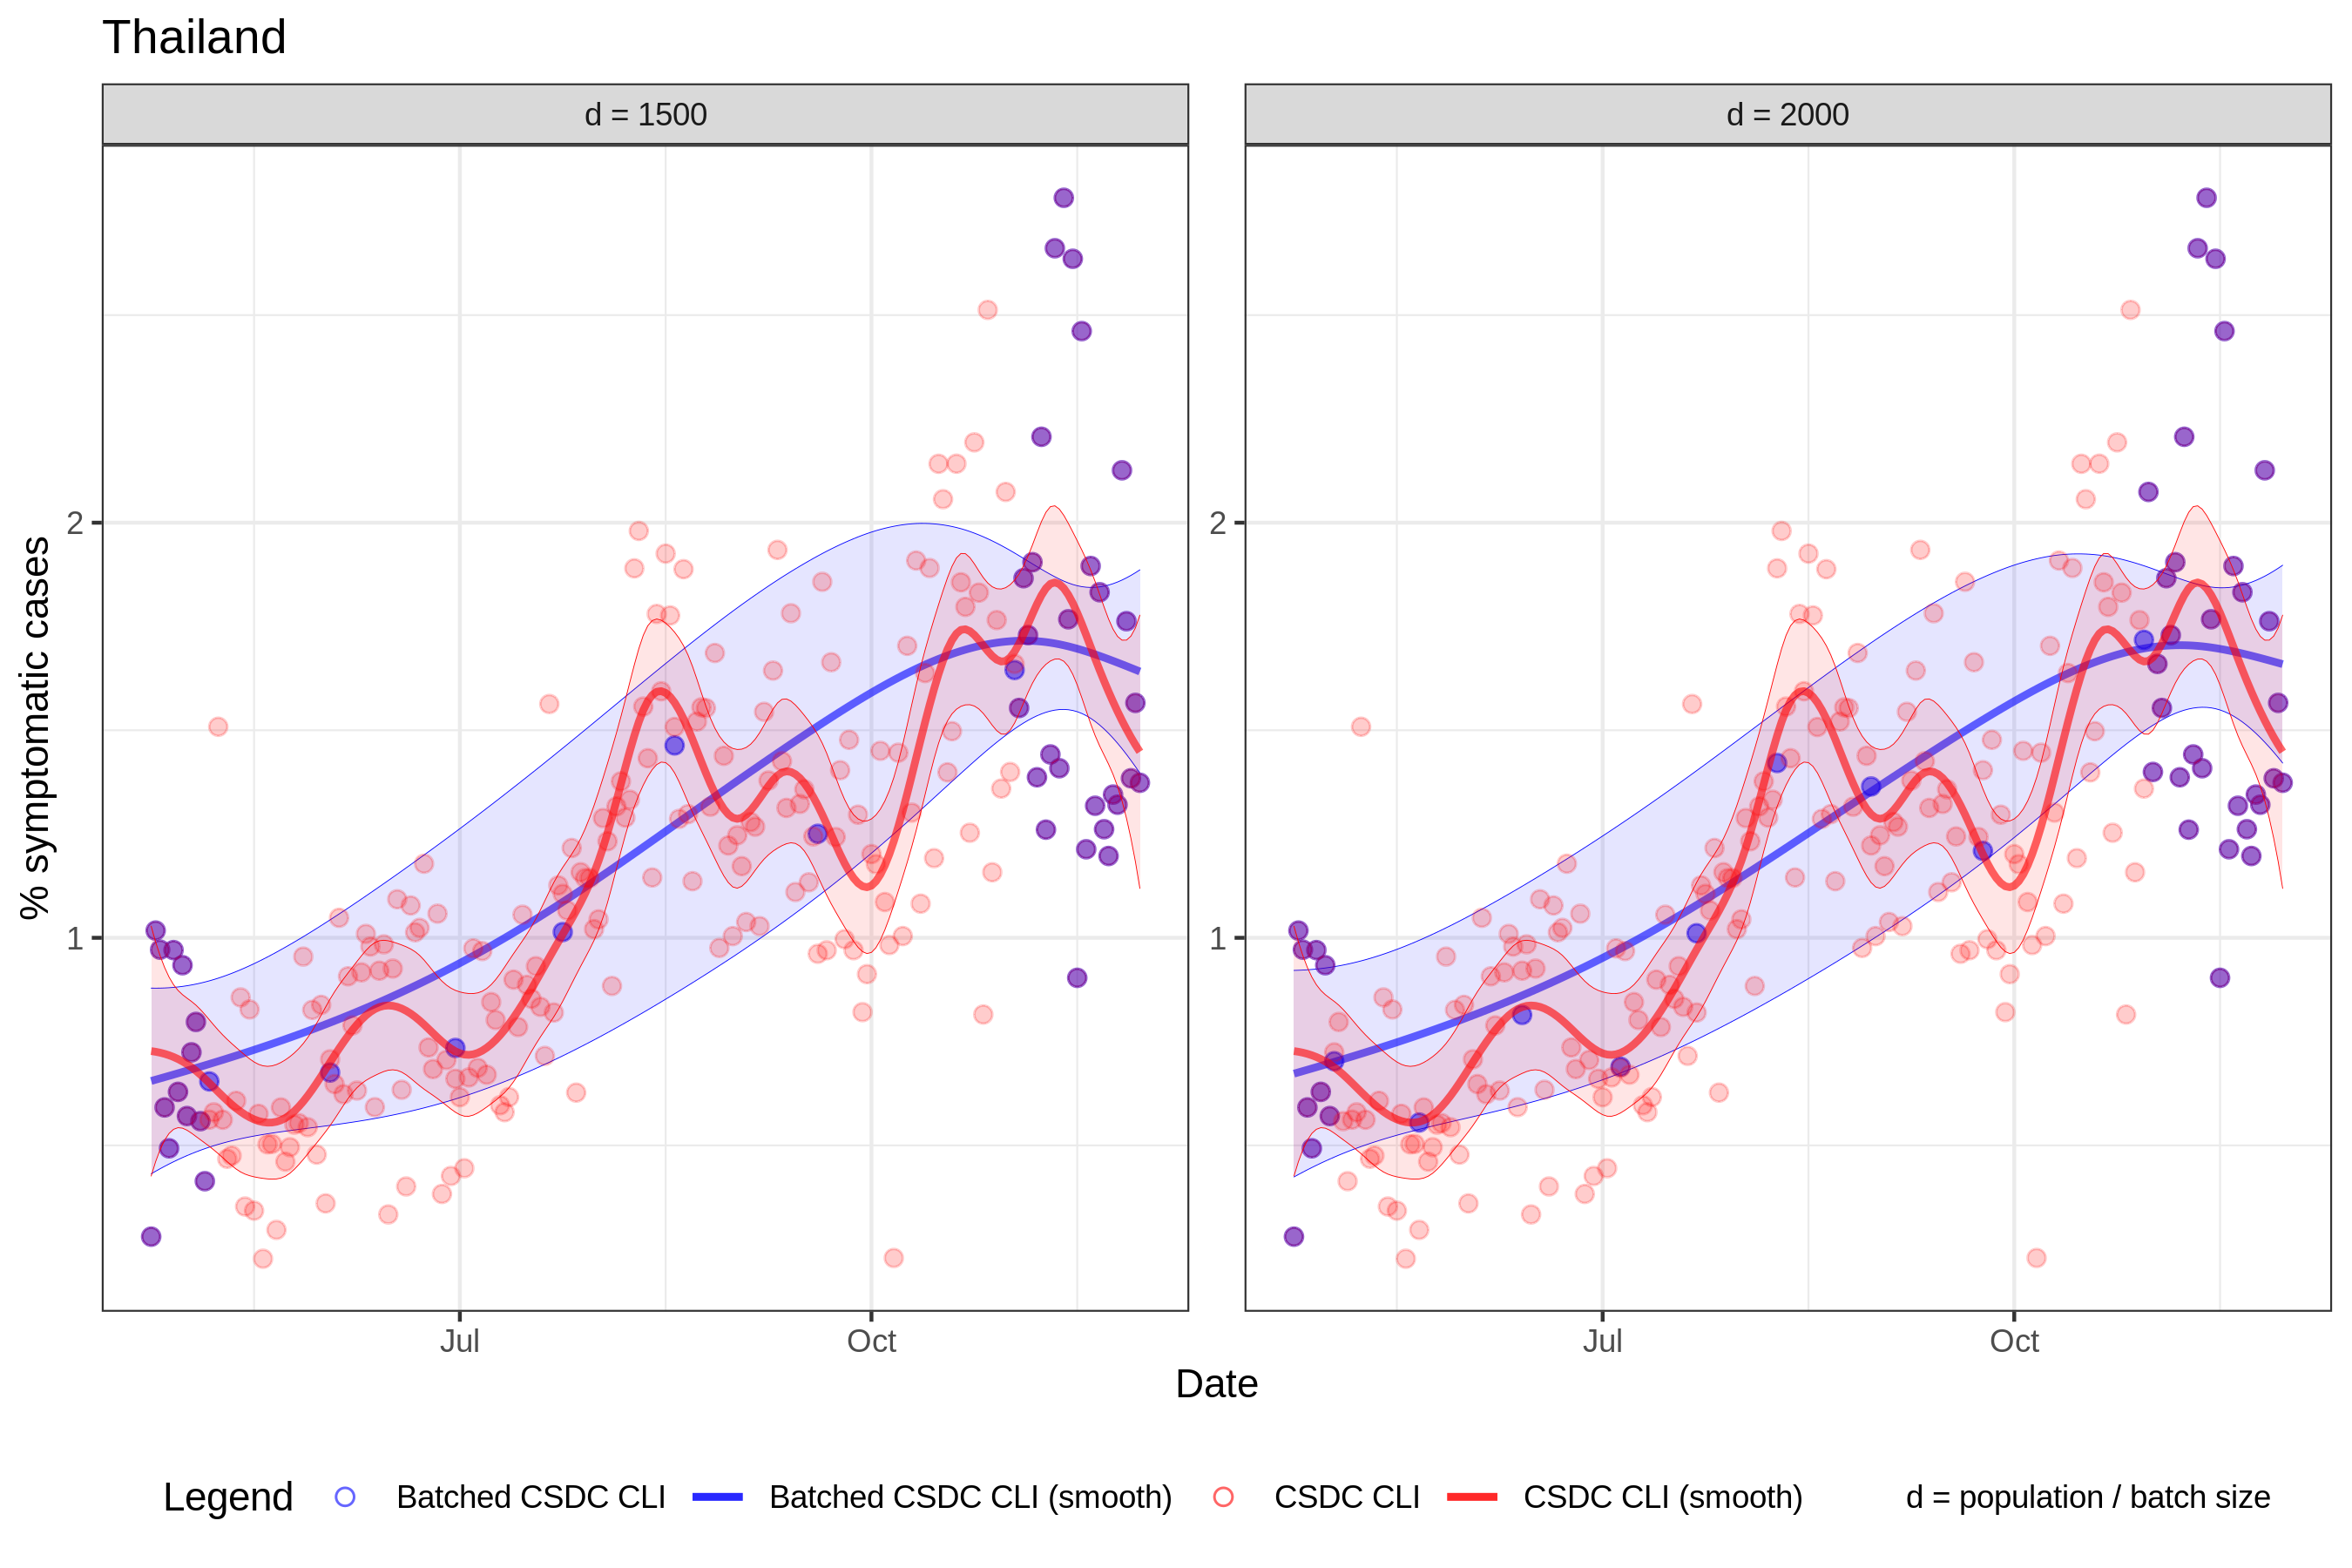 Thailand
d = 1500
d = 2000
% symptomatic cases
2
1
2
1
Jul
Oct
Jul
Oct
Date
Legend
Batched CSDC CLI
Batched CSDC CLI (smooth)
CSDC CLI
CSDC CLI (smooth)
d = population / batch size